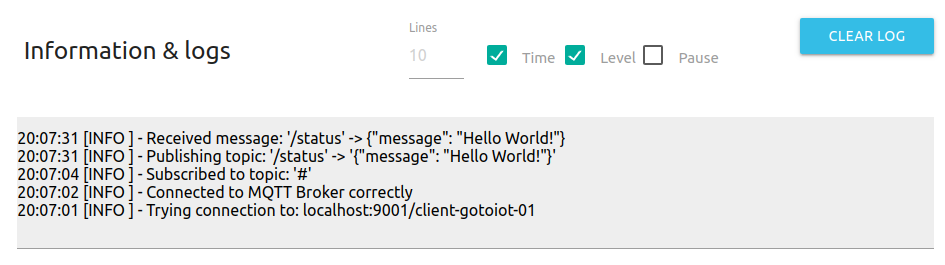 Information & logs
Lines
10
Time
Level
Pause
CLEAR LOG
20:07:31 [INFO ] - Received message: '/status' -> {"message": "Hello World!"}
20:07:31 [INFO ] - Publishing topic: '/status' -> '{"message": "Hello World!"}'
20:07:04 [INFO ] - Subscribed to topic: '#'
20:07:02 [INFO ] - Connected to MQTT Broker correctly
20:07:01 [INFO ] - Trying connection to: localhost:9001/client-gotoiot-01